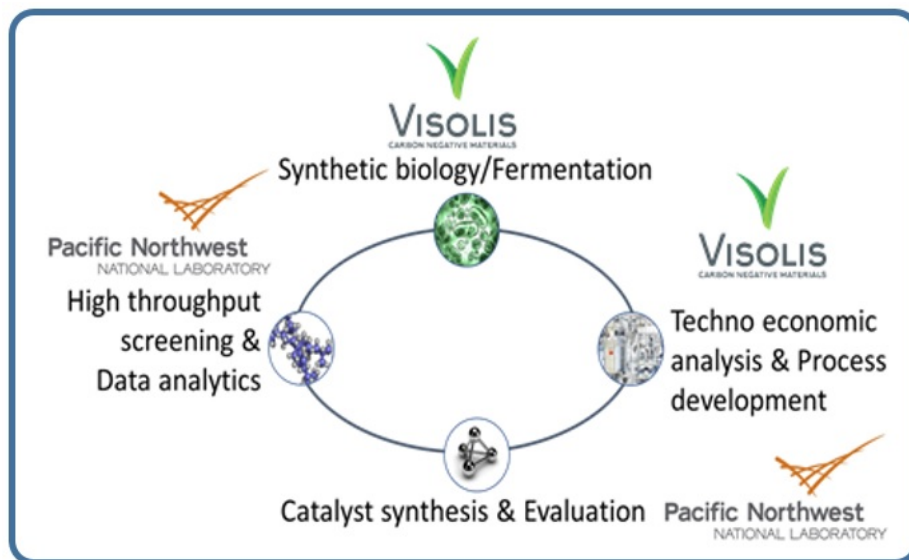 VISOLIS
CARBON NEGATIVE MATERIALS
Synthetic biology/Fermentation
Pacific Northwest
NATIONAL LABORATORY
High throughput
screening &
Data analytics
VISOLIS
CARBON NEGATIVE MATERIALS
Techno economic
analysis & Process
development
Catalyst synthesis & Evaluation
Pacific Northwest
NATIONAL LABORATORY